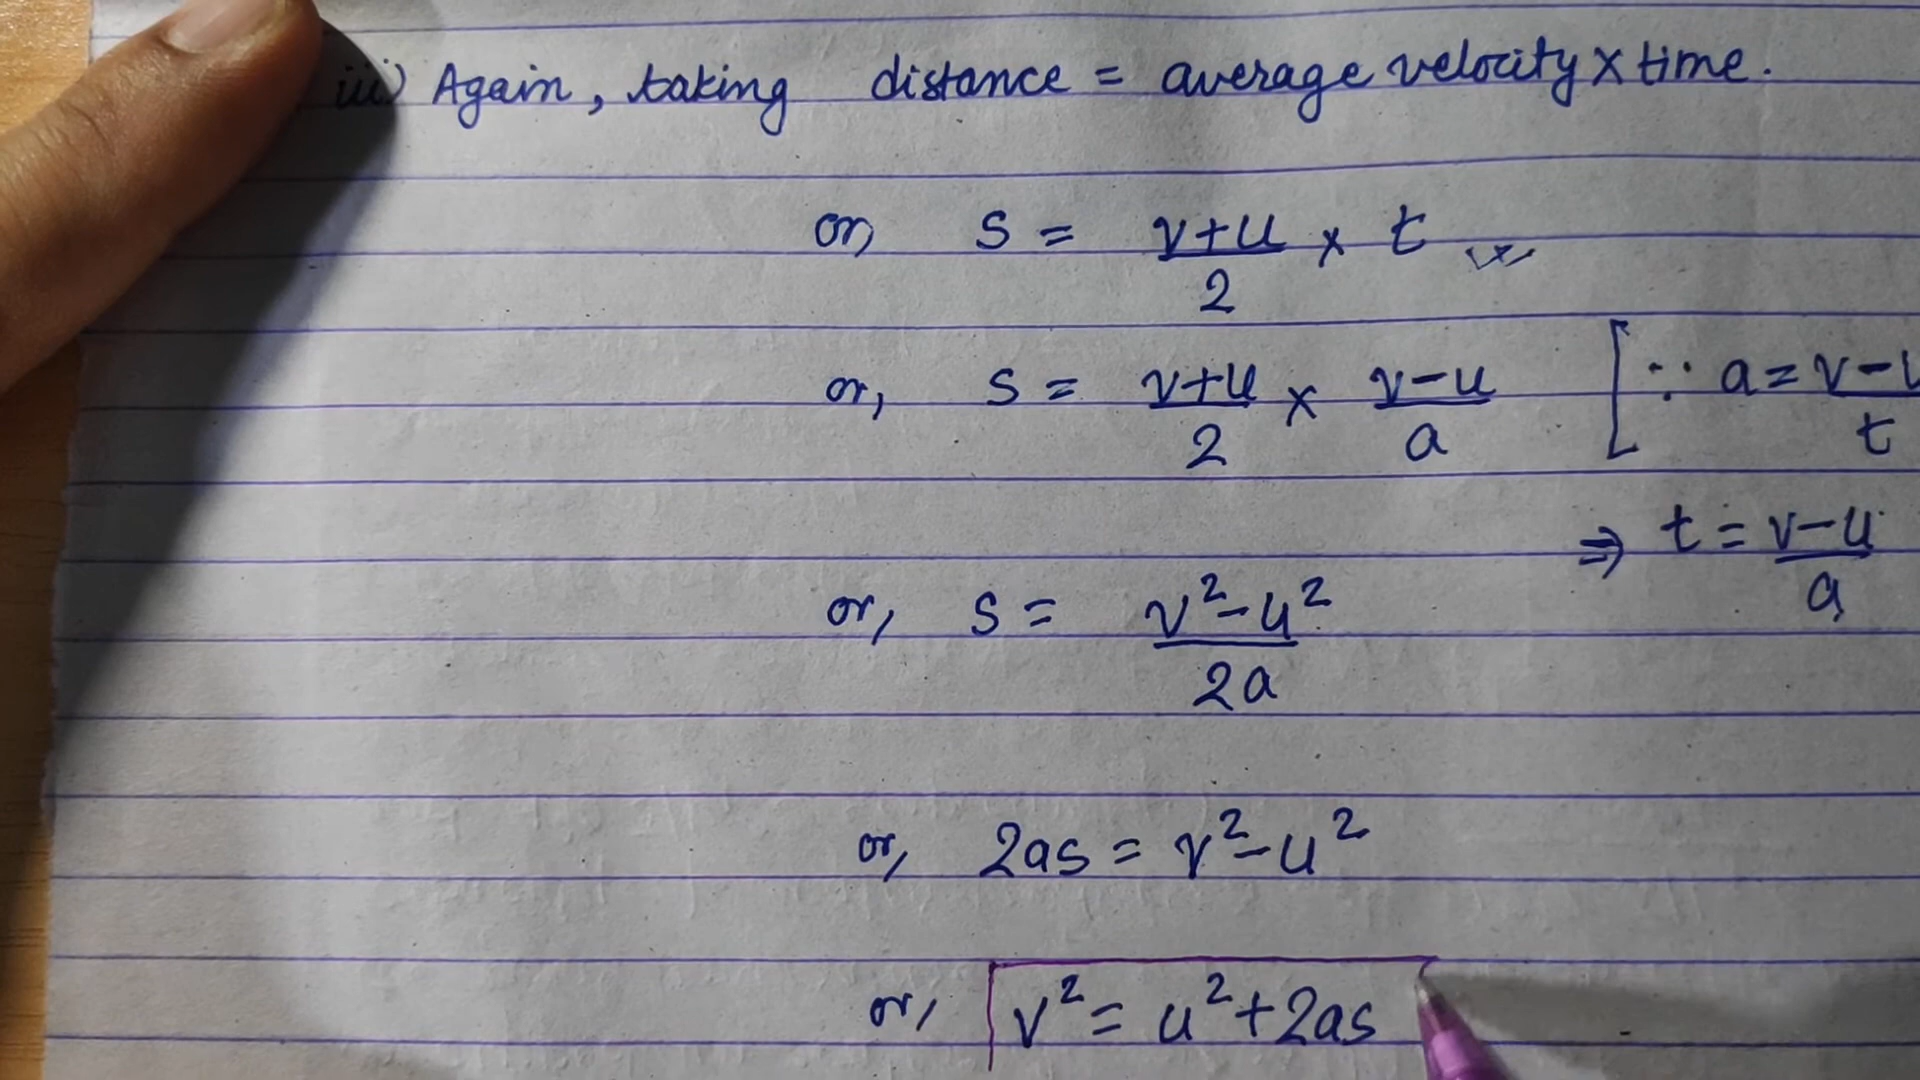 iii) Again, taking distance = average velocity × time.
or, s = v+u/2 × t
or, s = v+u/2 × v-u/a [∵ a = v-u/t
⇒ t = v-u/a
or, s = v²-u²/2a
or, 2as = v²-u²
or, v² = u²+2as